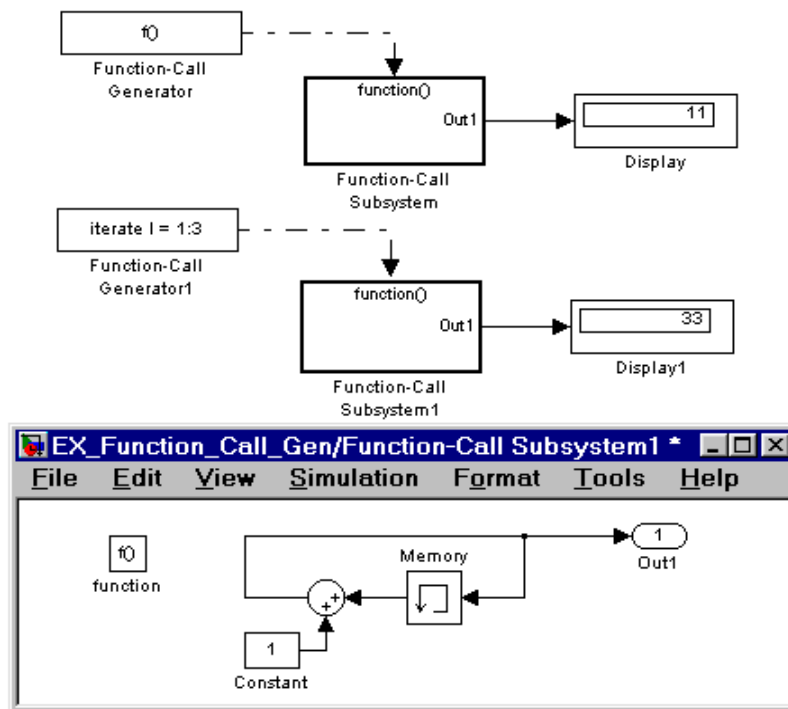 f()
Function-Call
Generator
function()
Out1
11
Function-Call
Subsystem
Display
iterate I = 1:3
Function-Call
Generator1
function()
Out1
33
Function-Call
Subsystem1
Display1
EX_Function_Call_Gen/Function-Call Subsystem1 *
File Edit View Simulation Format Tools Help
f()
function
Memory
1
Out1
+
+
1
Constant